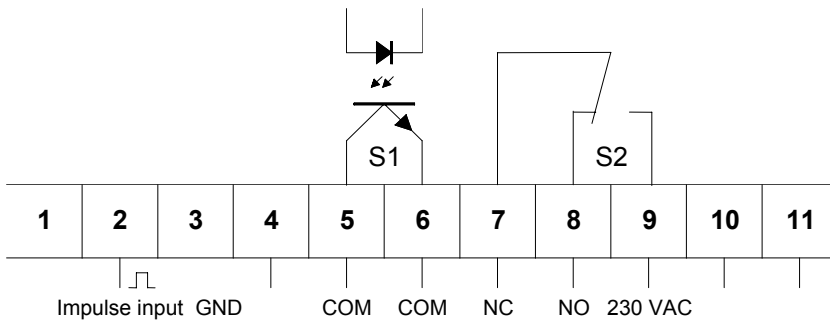 S1 S2
1 2 3 4 5 6 7 8 9 10 11
Impulse input GND COM COM NC NO 230 VAC